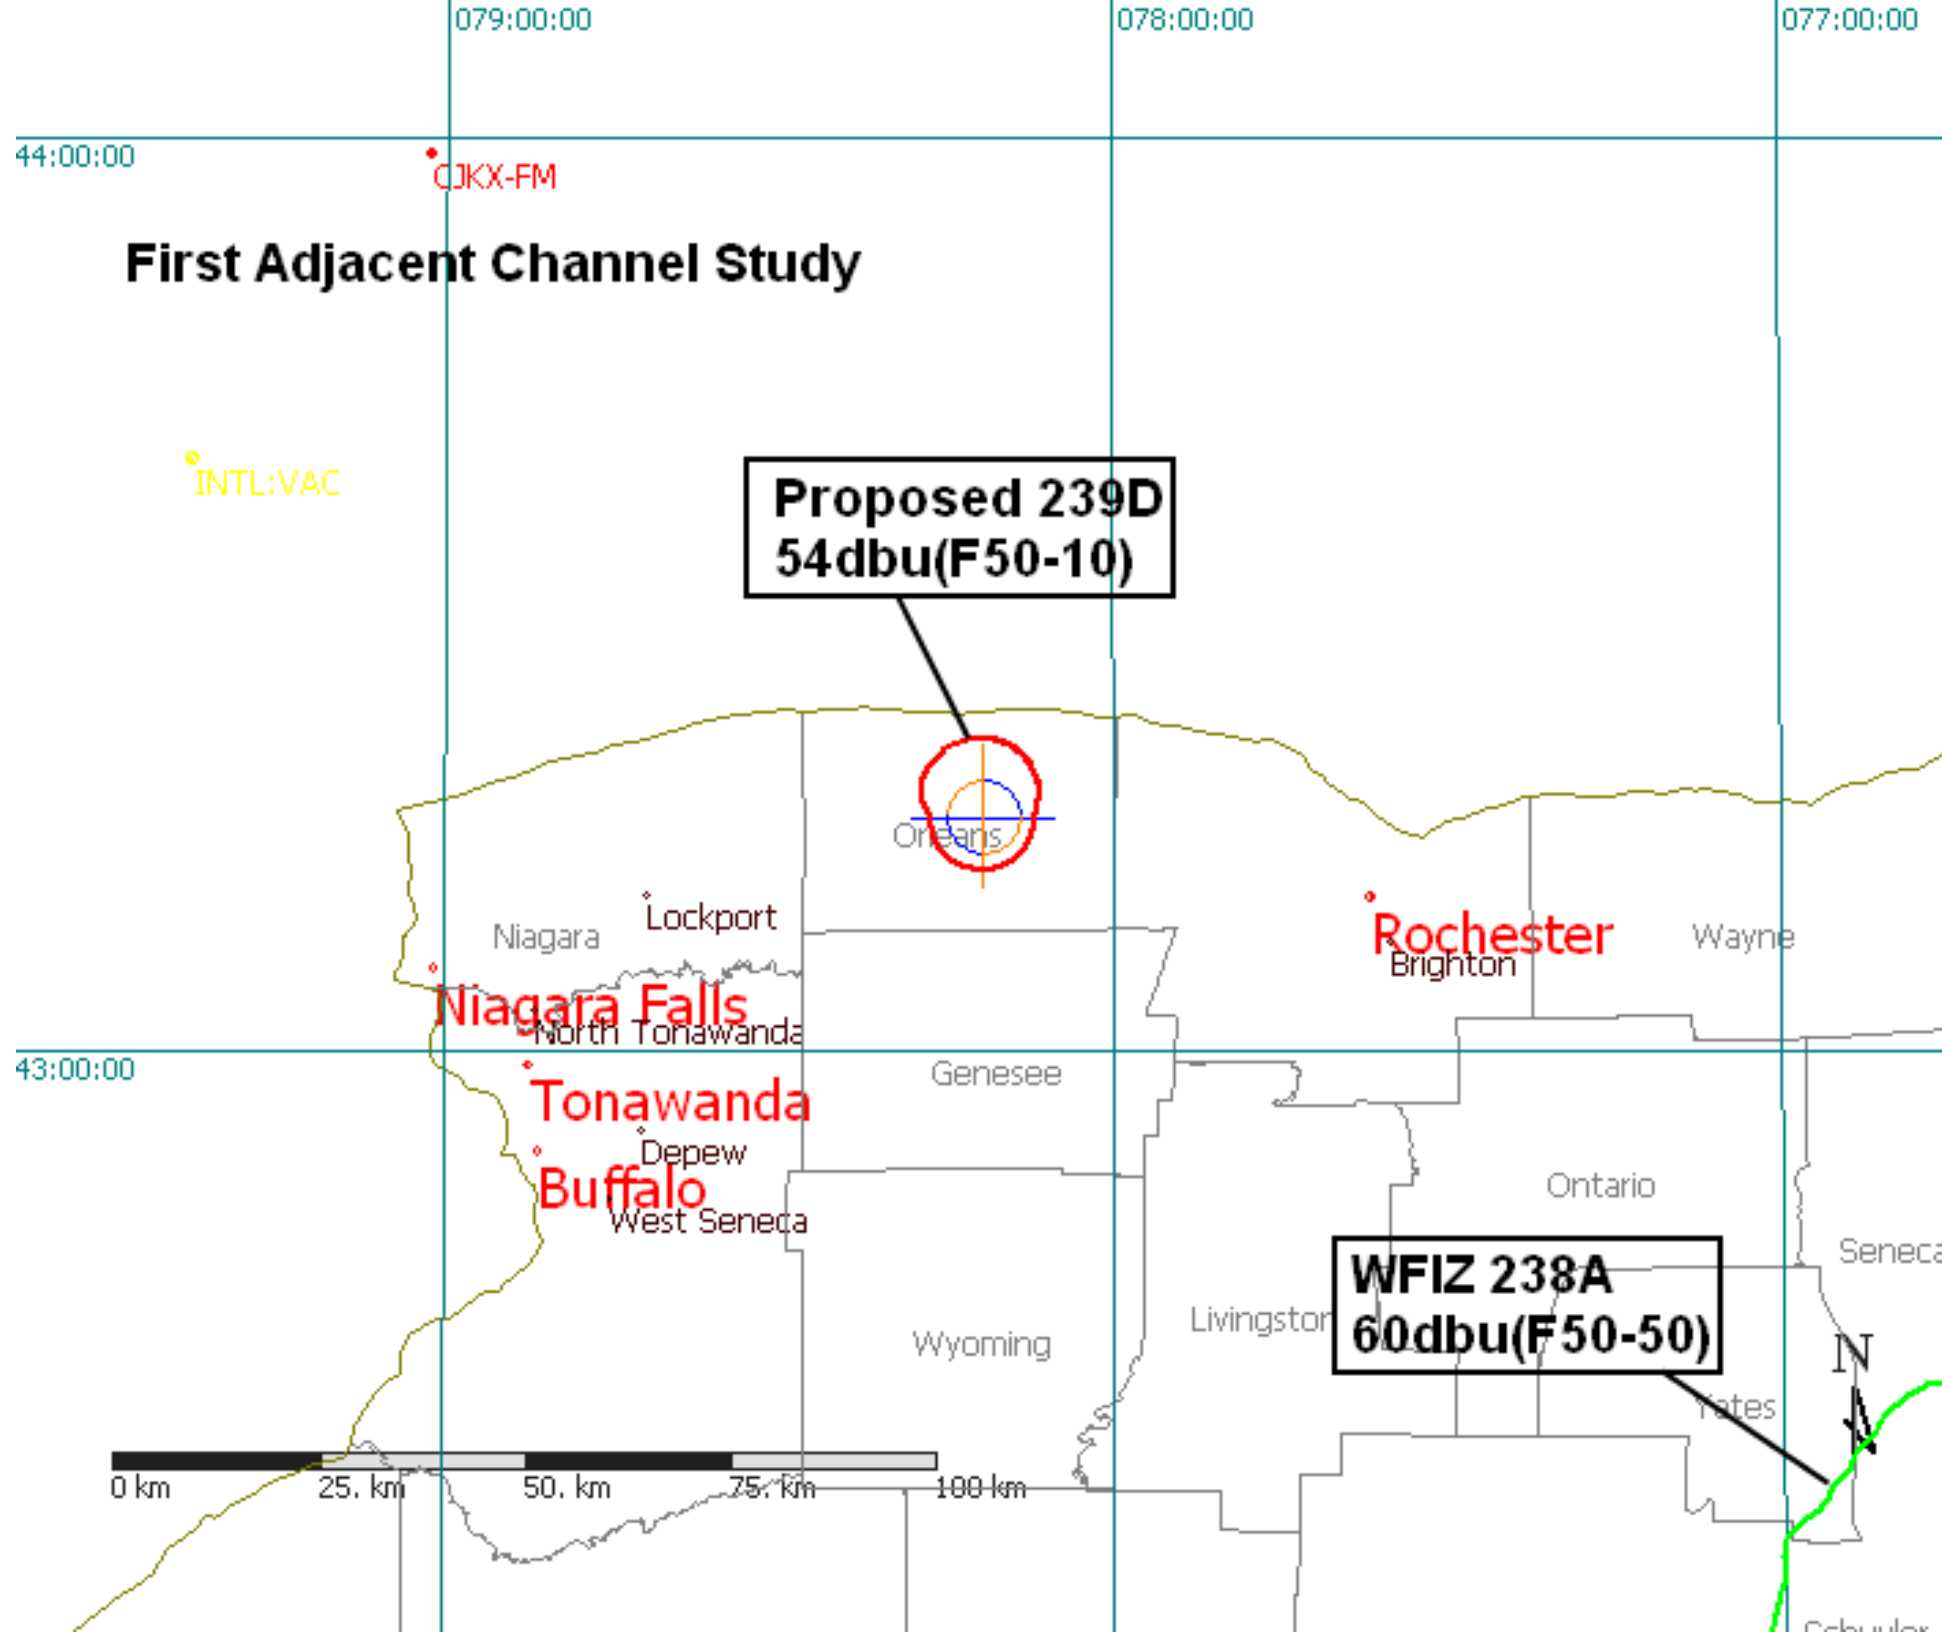 079:00:00
078:00:00
077:00:00
44:00:00
CJKX-FM
First Adjacent Channel Study
INTL:VAC
Proposed 239D
54dbu(F50-10)
Orleans
Lockport
Niagara
Rochester
Brighton
Wayne
Niagara Falls
North Tonawanda
43:00:00
Genesee
Tonawanda
Depew
Buffalo
West Seneca
Ontario
Seneca
WFIZ 238A
60dbu(F50-50)
Livingston
Wyoming
N
Yates
0 km
25. km
50. km
75. km
100 km